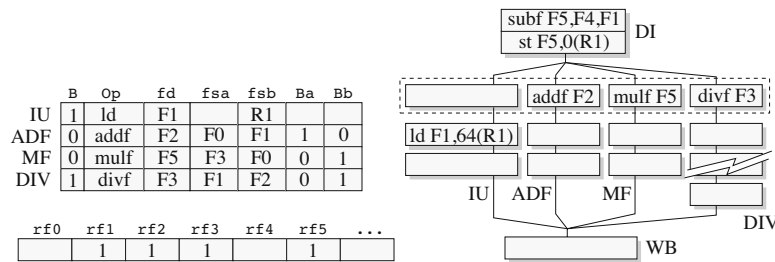 subf F5,F4,F1
st F5,0(R1)
DI
B Op fd fsa fsb Ba Bb
IU 1 ld F1 R1
ADF 0 addf F2 F0 F1 1 0
MF 0 mulf F5 F3 F0 0 1
DIV 1 divf F3 F1 F2 0 1
addf F2 mulf F5 divf F3
ld F1,64(R1)
IU ADF MF DIV
rf0 rf1 rf2 rf3 rf4 rf5 ...
1 1 1 1
WB